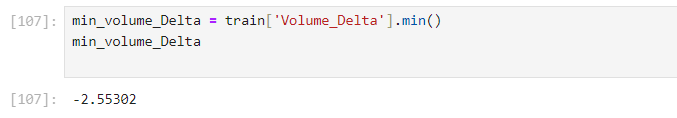 [107]: min_volume_Delta = train['Volume_Delta'].min()
min_volume_Delta
[107]: -2.55302